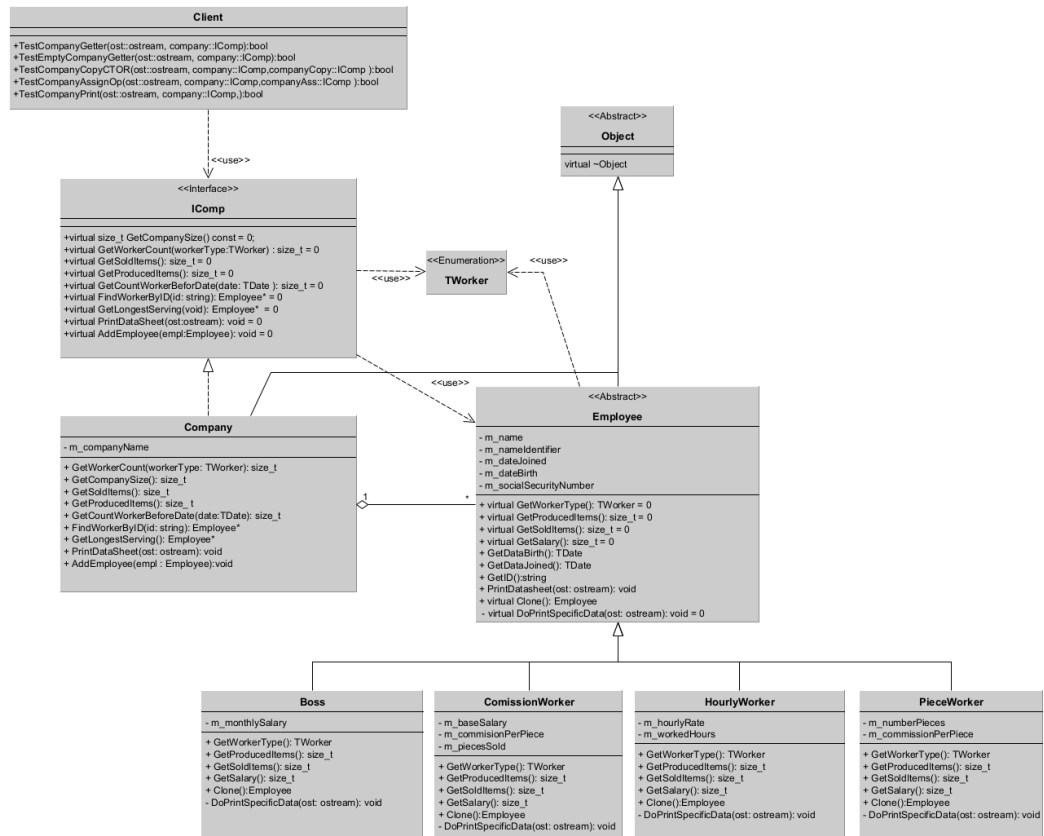 Client
+TestCompanyGetter(ost::ostream, company::IComp):bool
+TestEmptyCompanyGetter(ost::ostream, company::IComp):bool
+TestCompanyCopyCTOR(ost::ostream, company::IComp,companyCopy::IComp ):bool
+TestCompanyAssignOp(ost::ostream, company::IComp,companyAss::IComp ):bool
+TestCompanyPrint(ost::ostream, company::IComp,):bool
<<use>>
<<Abstract>>
Object
virtual ~Object
<<Interface>>
IComp
+virtual size_t GetCompanySize() const = 0;
+virtual GetWorkerCount(workerType:TWorker) : size_t = 0
+virtual GetSoldItems(): size_t = 0
+virtual GetProducedItems(): size_t = 0
+virtual GetCountWorkerBeforDate(date: TDate ): size_t = 0
+virtual FindWorkerByID(id: string): Employee* = 0
+virtual GetLongestServing(void): Employee* = 0
+virtual PrintDataSheet(ost:ostream): void = 0
+virtual AddEmployee(empl:Employee): void = 0
<<use>>
<<Enumeration>>
TWorker
<<use>>
<<use>>
Company
- m_companyName
+ GetWorkerCount(workerType: TWorker): size_t
+ GetCompanySize(): size_t
+ GetSoldItems(): size_t
+ GetProducedItems(): size_ t
+ GetCountWorkerBeforeDate(date:TDate): size_t
+ FindWorkerByID(id: string): Employee*
+ GetLongestServing(): Employee*
+ PrintDataSheet(ost: ostream): void
+ AddEmployee(empl : Employee):void
1
*
<<Abstract>>
Employee
- m_name
- m_nameIdentifier
- m_dateJoined
- m_dateBirth
- m_socialSecurityNumber
+ virtual GetWorkerType(): TWorker = 0
+ virtual GetProducedItems(): size_t = 0
+ virtual GetSoldItems(): size_t = 0
+ virtual GetSalary(): size_t = 0
+ GetDataBirth(): TDate
+ GetDataJoined(): TDate
+ GetID():string
+ PrintDatasheet(ost: ostream): void
+ virtual Clone(): Employee
- virtual DoPrintSpecificData(ost: ostream): void = 0
Boss
- m_monthlySalary
+ GetWorkerType(): TWorker
+ GetProducedItems(): size_t
+ GetSoldItems(): size_t
+ GetSalary(): size_t
+ Clone():Employee
- DoPrintSpecificData(ost: ostream): void
ComissionWorker
- m_baseSalary
- m_commisionPerPiece
- m_piecesSold
+ GetWorkerType(): TWorker
+ GetProducedItems(): size_t
+ GetSoldItems(): size_t
+ GetSalary(): size_t
+ Clone(): Employee
- DoPrintSpecificData(ost: ostream): void
HourlyWorker
- m_hourlyRate
- m_workedHours
+ GetWorkerType(): TWorker
+ GetProducedItems(): size_t
+ GetSoldItems(): size_t
+ GetSalary(): size_t
+ Clone():Employee
- DoPrintSpecificData(ost: ostream): void
PieceWorker
- m_numberPieces
- m_commissionPerPiece
+ GetWorkerType(): TWorker
+ GetProducedItems(): size_t
+ GetSoldItems(): size_t
+ GetSalary(): size_t
+ Clone():Employee
- DoPrintSpecificData(ost: ostream): void